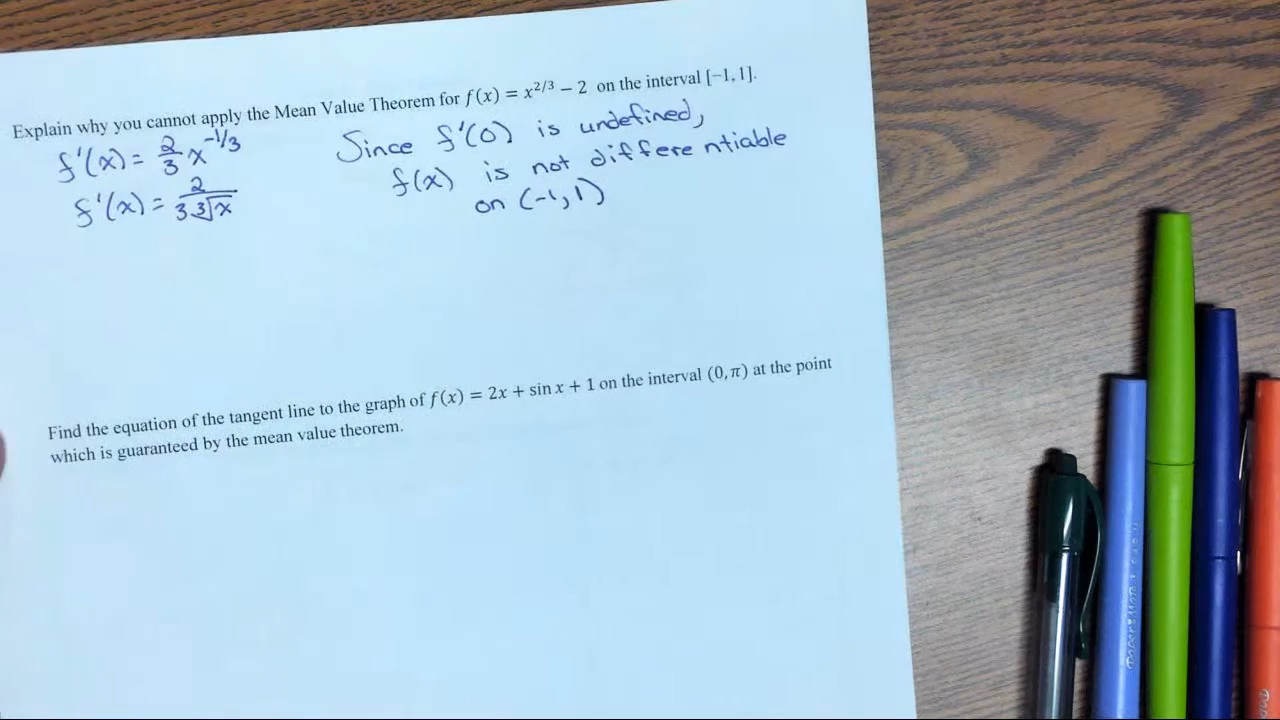 Explain why you cannot apply the Mean Value Theorem for f(x) = x^{2/3} − 2 on the interval [−1, 1].
f'(x) = 2/3 x^{-1/3}
f'(x) = 2/(3∛x)
Since f'(0) is undefined,
f(x) is not differentiable
on (-1, 1)
Find the equation of the tangent line to the graph of f(x) = 2x + sin x + 1 on the interval (0, π) at the point
which is guaranteed by the mean value theorem.